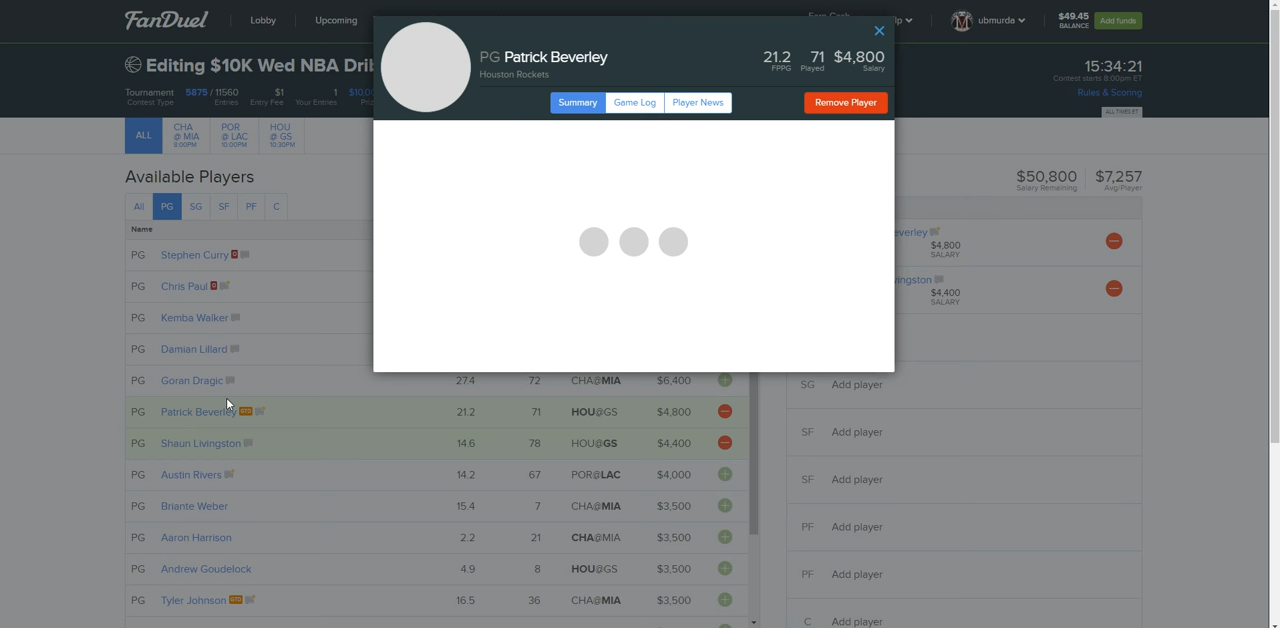 FanDuel
Lobby
Upcoming
ubmurda
$49.45
BALANCE
Add funds
Editing $10K Wed NBA Drib
Tournament
Contest Type
5875 / 11560
Entries
$1
Entry Fee
1
Your Entries
15:34:21
Contest starts 8:00pm ET
Rules & Scoring
ALL
CHA
@ MIA
8:00PM
POR
@ LAC
10:00PM
HOU
@ GS
10:30PM
PG Patrick Beverley
Houston Rockets
21.2
FPPG
71
Played
$4,800
Salary
Summary
Game Log
Player News
Remove Player
Available Players
All
PG
SG
SF
PF
C
Name
PG Stephen Curry O
PG Chris Paul O
PG Kemba Walker
PG Damian Lillard
PG Goran Dragic 27.4 72 CHA@MIA $6,400
PG Patrick Beverley GTD 21.2 71 HOU@GS $4,800
PG Shaun Livingston 14.6 78 HOU@GS $4,400
PG Austin Rivers 14.2 67 POR@LAC $4,000
PG Briante Weber 15.4 7 CHA@MIA $3,500
PG Aaron Harrison 2.2 21 CHA@MIA $3,500
PG Andrew Goudelock 4.9 8 HOU@GS $3,500
PG Tyler Johnson GTD 16.5 36 CHA@MIA $3,500
$50,800
Salary Remaining
$7,257
Avg/Player
everley
$4,800
SALARY
vingston
$4,400
SALARY
SG Add player
SF Add player
SF Add player
PF Add player
PF Add player
C Add player